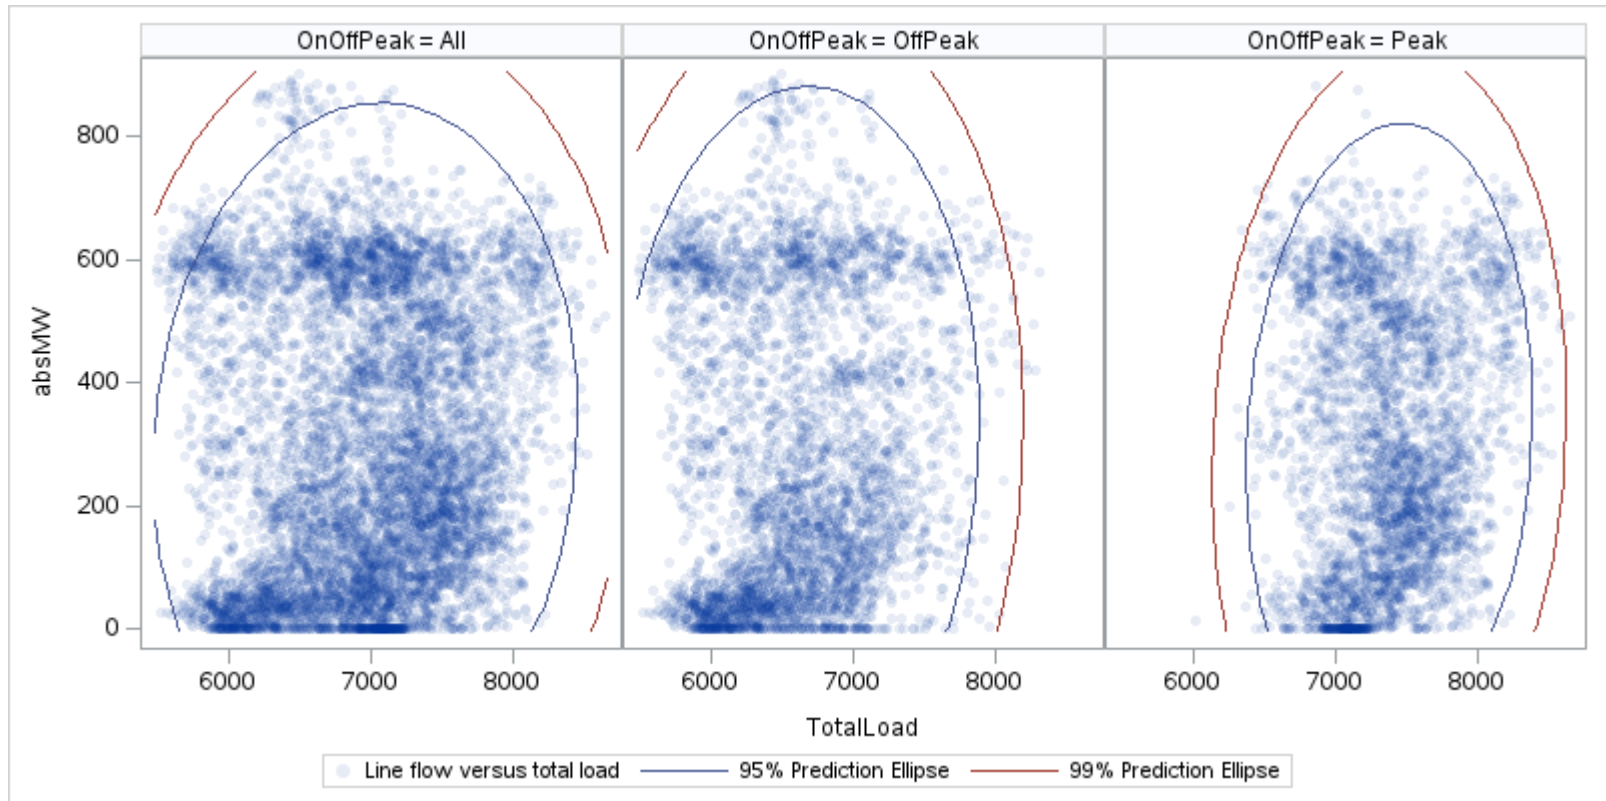 OnOffPeak = All
OnOffPeak = OffPeak
OnOffPeak = Peak
absMW
800
600
400
200
0
6000 7000 8000
6000 7000 8000
6000 7000 8000
TotalLoad
Line flow versus total load 95% Prediction Ellipse 99% Prediction Ellipse